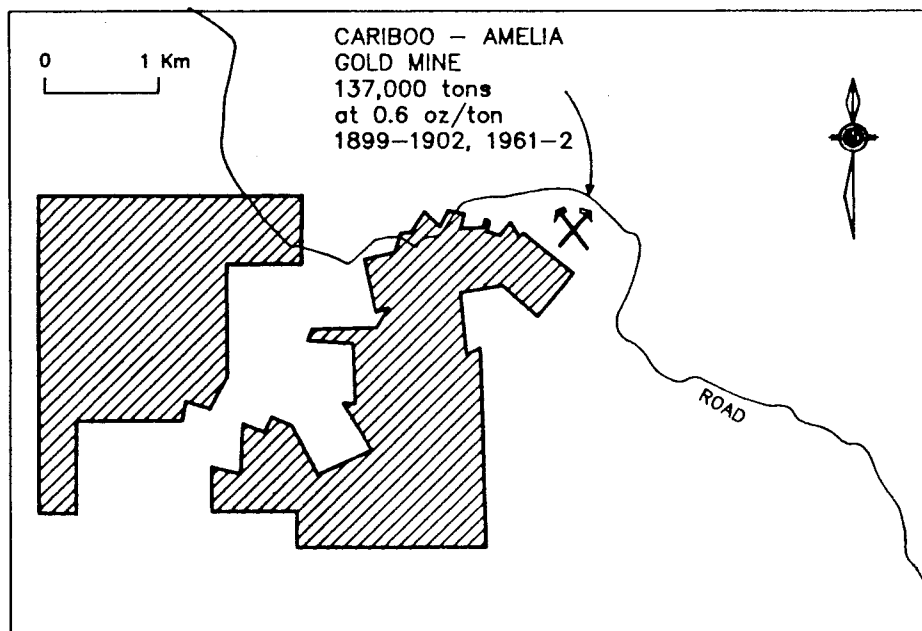 0 1 Km
CARIBOO – AMELIA
GOLD MINE
137,000 tons
at 0.6 oz/ton
1899–1902, 1961–2
ROAD